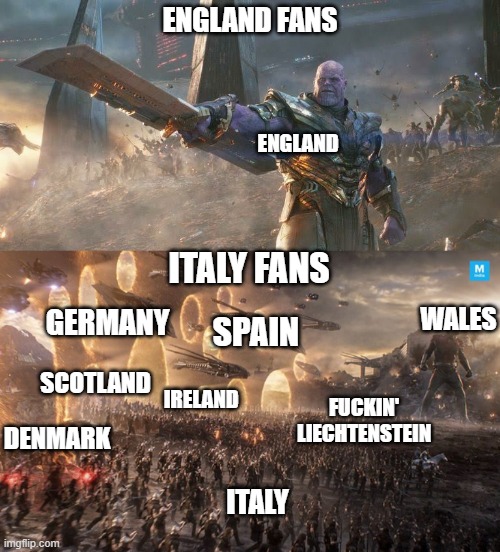 ENGLAND FANS
ENGLAND
ITALY FANS
M
GERMANY
SPAIN
WALES
SCOTLAND
IRELAND
FUCKIN'
LIECHTENSTEIN
DENMARK
ITALY
imgflip.com